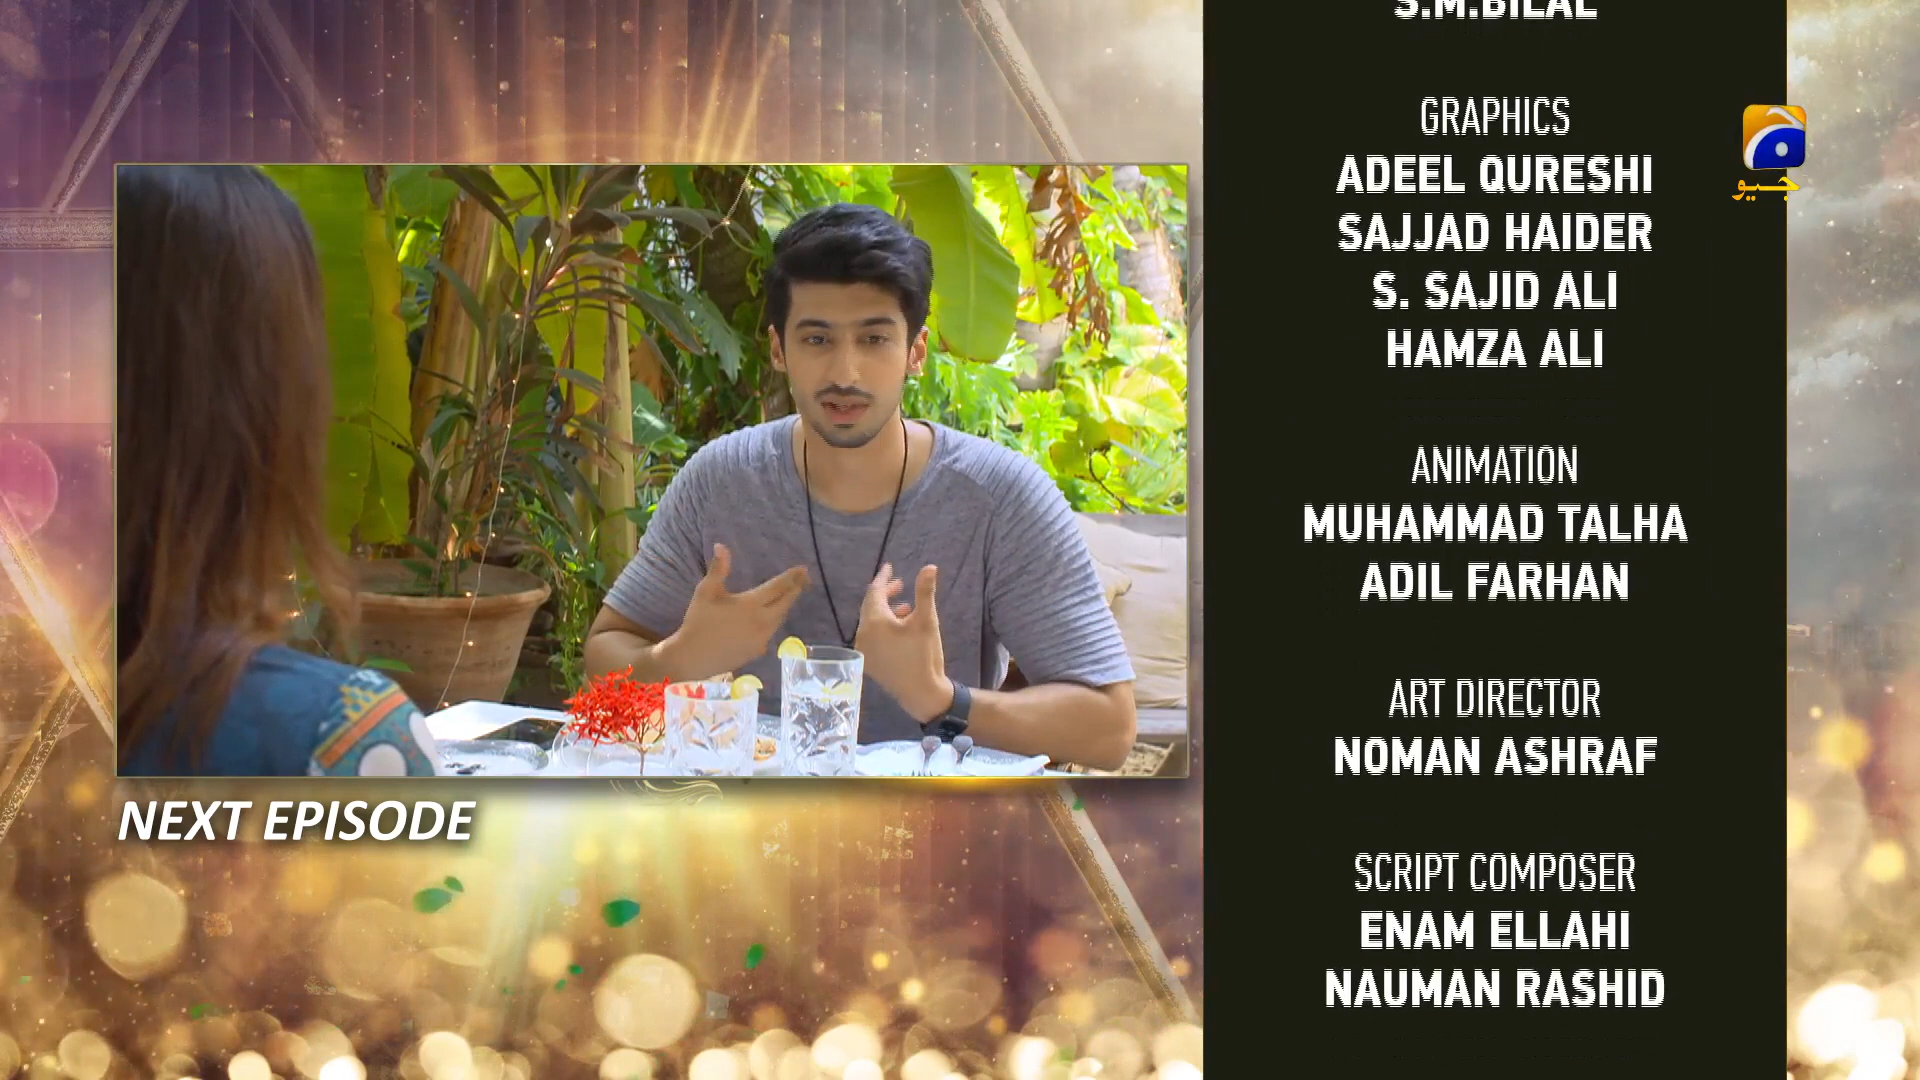 S.M.BILAL
GRAPHICS
ADEEL QURESHI
SAJJAD HAIDER
S. SAJID ALI
HAMZA ALI
جیو
ANIMATION
MUHAMMAD TALHA
ADIL FARHAN
ART DIRECTOR
NOMAN ASHRAF
NEXT EPISODE
SCRIPT COMPOSER
ENAM ELLAHI
NAUMAN RASHID